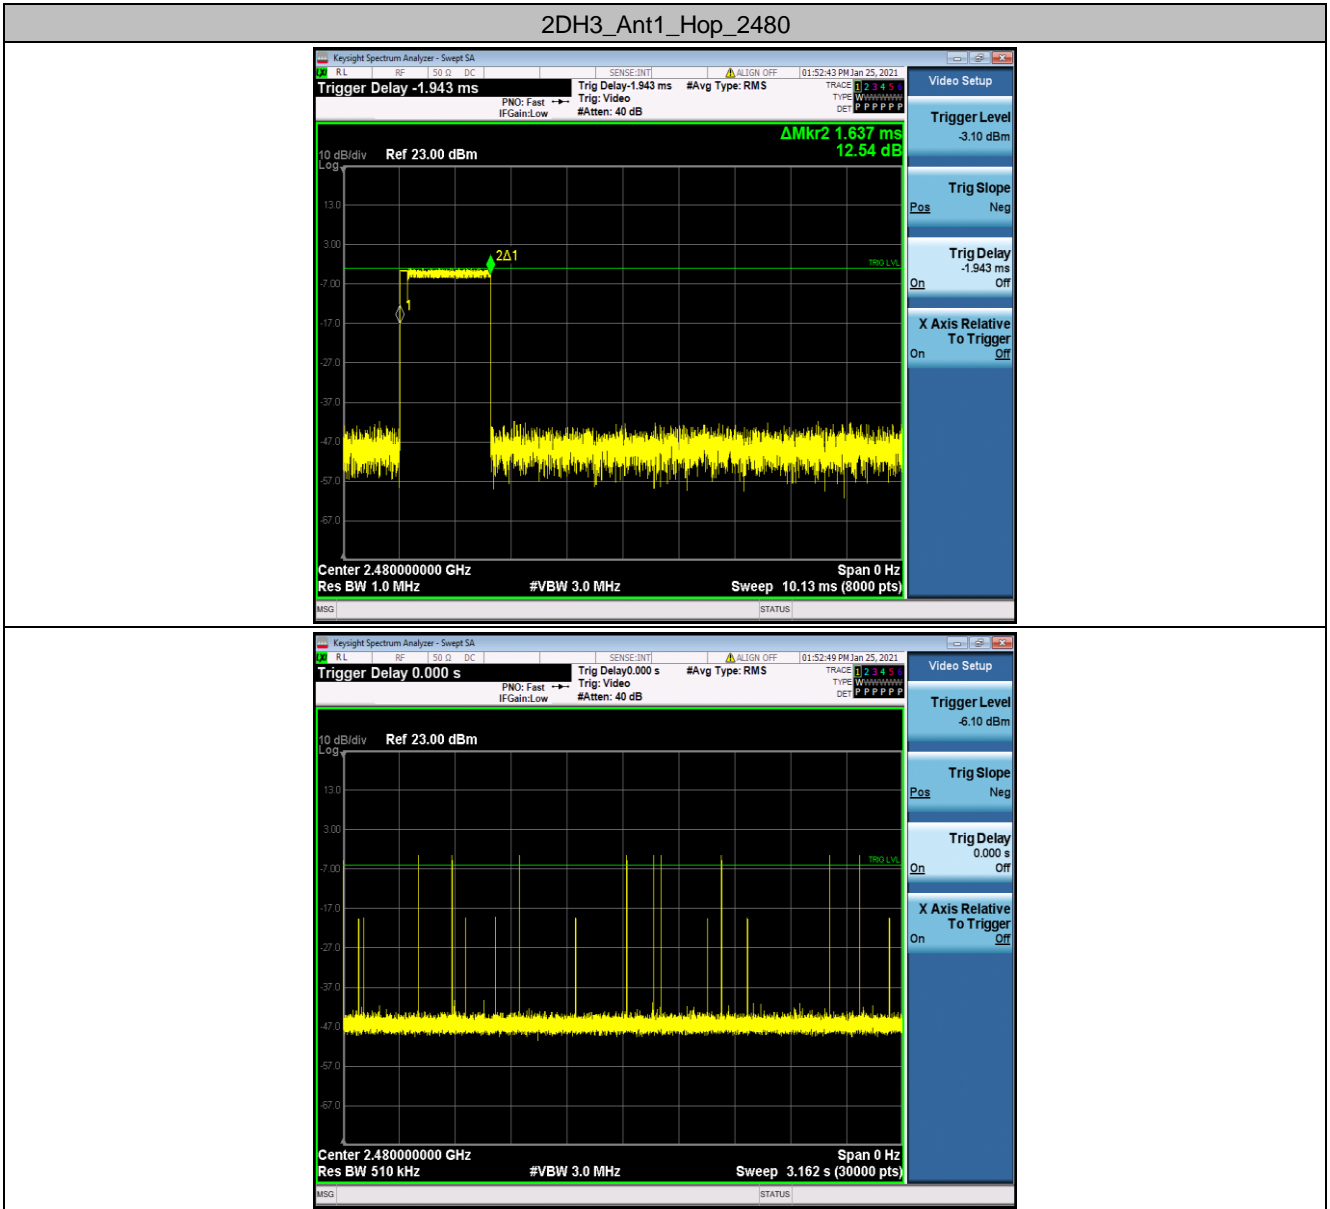 2DH3_Ant1_Hop_2480
Keysight Spectrum Analyzer - Swept SA
RL RF 50 Ω DC SENSE:INT ALIGN OFF 01:52:43 PM Jan 25, 2021
Trigger Delay -1.943 ms
PNO: Fast
IFGain:Low
Trig Delay-1.943 ms
Trig: Video
#Atten: 40 dB
#Avg Type: RMS
TRACE 1 2 3 4 5 6
TYPE WWWWWW
DET P P P P P P
ΔMkr2 1.637 ms
12.54 dB
10 dB/div Ref 23.00 dBm
Log
13.0
3.00
-7.00
-17.0
-27.0
-37.0
-47.0
-57.0
-67.0
TRIG LVL
2Δ1
1
Center 2.480000000 GHz Span 0 Hz
Res BW 1.0 MHz #VBW 3.0 MHz Sweep 10.13 ms (8000 pts)
MSG STATUS
Video Setup
Trigger Level
-3.10 dBm
Trig Slope
Pos Neg
Trig Delay
-1.943 ms
On Off
X Axis Relative
To Trigger
On Off
Keysight Spectrum Analyzer - Swept SA
RL RF 50 Ω DC SENSE:INT ALIGN OFF 01:52:49 PM Jan 25, 2021
Trigger Delay 0.000 s
PNO: Fast
IFGain:Low
Trig Delay0.000 s
Trig: Video
#Atten: 40 dB
#Avg Type: RMS
TRACE 1 2 3 4 5 6
TYPE WWWWWW
DET P P P P P P
10 dB/div Ref 23.00 dBm
Log
13.0
3.00
-7.00
-17.0
-27.0
-37.0
-47.0
-57.0
-67.0
TRIG LVL
Center 2.480000000 GHz Span 0 Hz
Res BW 510 kHz #VBW 3.0 MHz Sweep 3.162 s (30000 pts)
MSG STATUS
Video Setup
Trigger Level
-6.10 dBm
Trig Slope
Pos Neg
Trig Delay
0.000 s
On Off
X Axis Relative
To Trigger
On Off